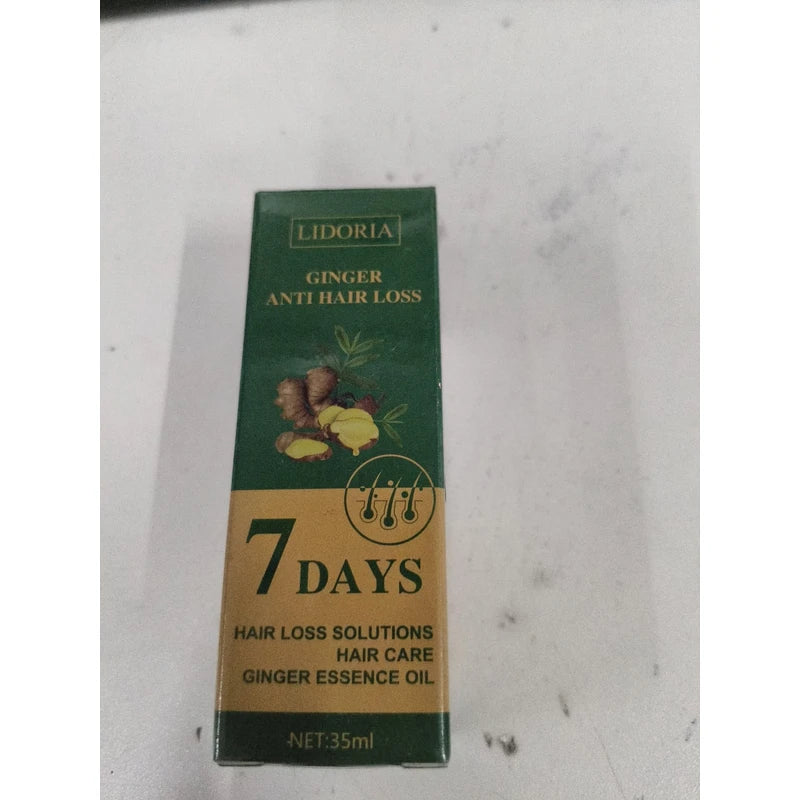 LIDORIA
GINGER
ANTI HAIR LOSS
7 DAYS
HAIR LOSS SOLUTIONS
HAIR CARE
GINGER ESSENCE OIL
NET:35ml